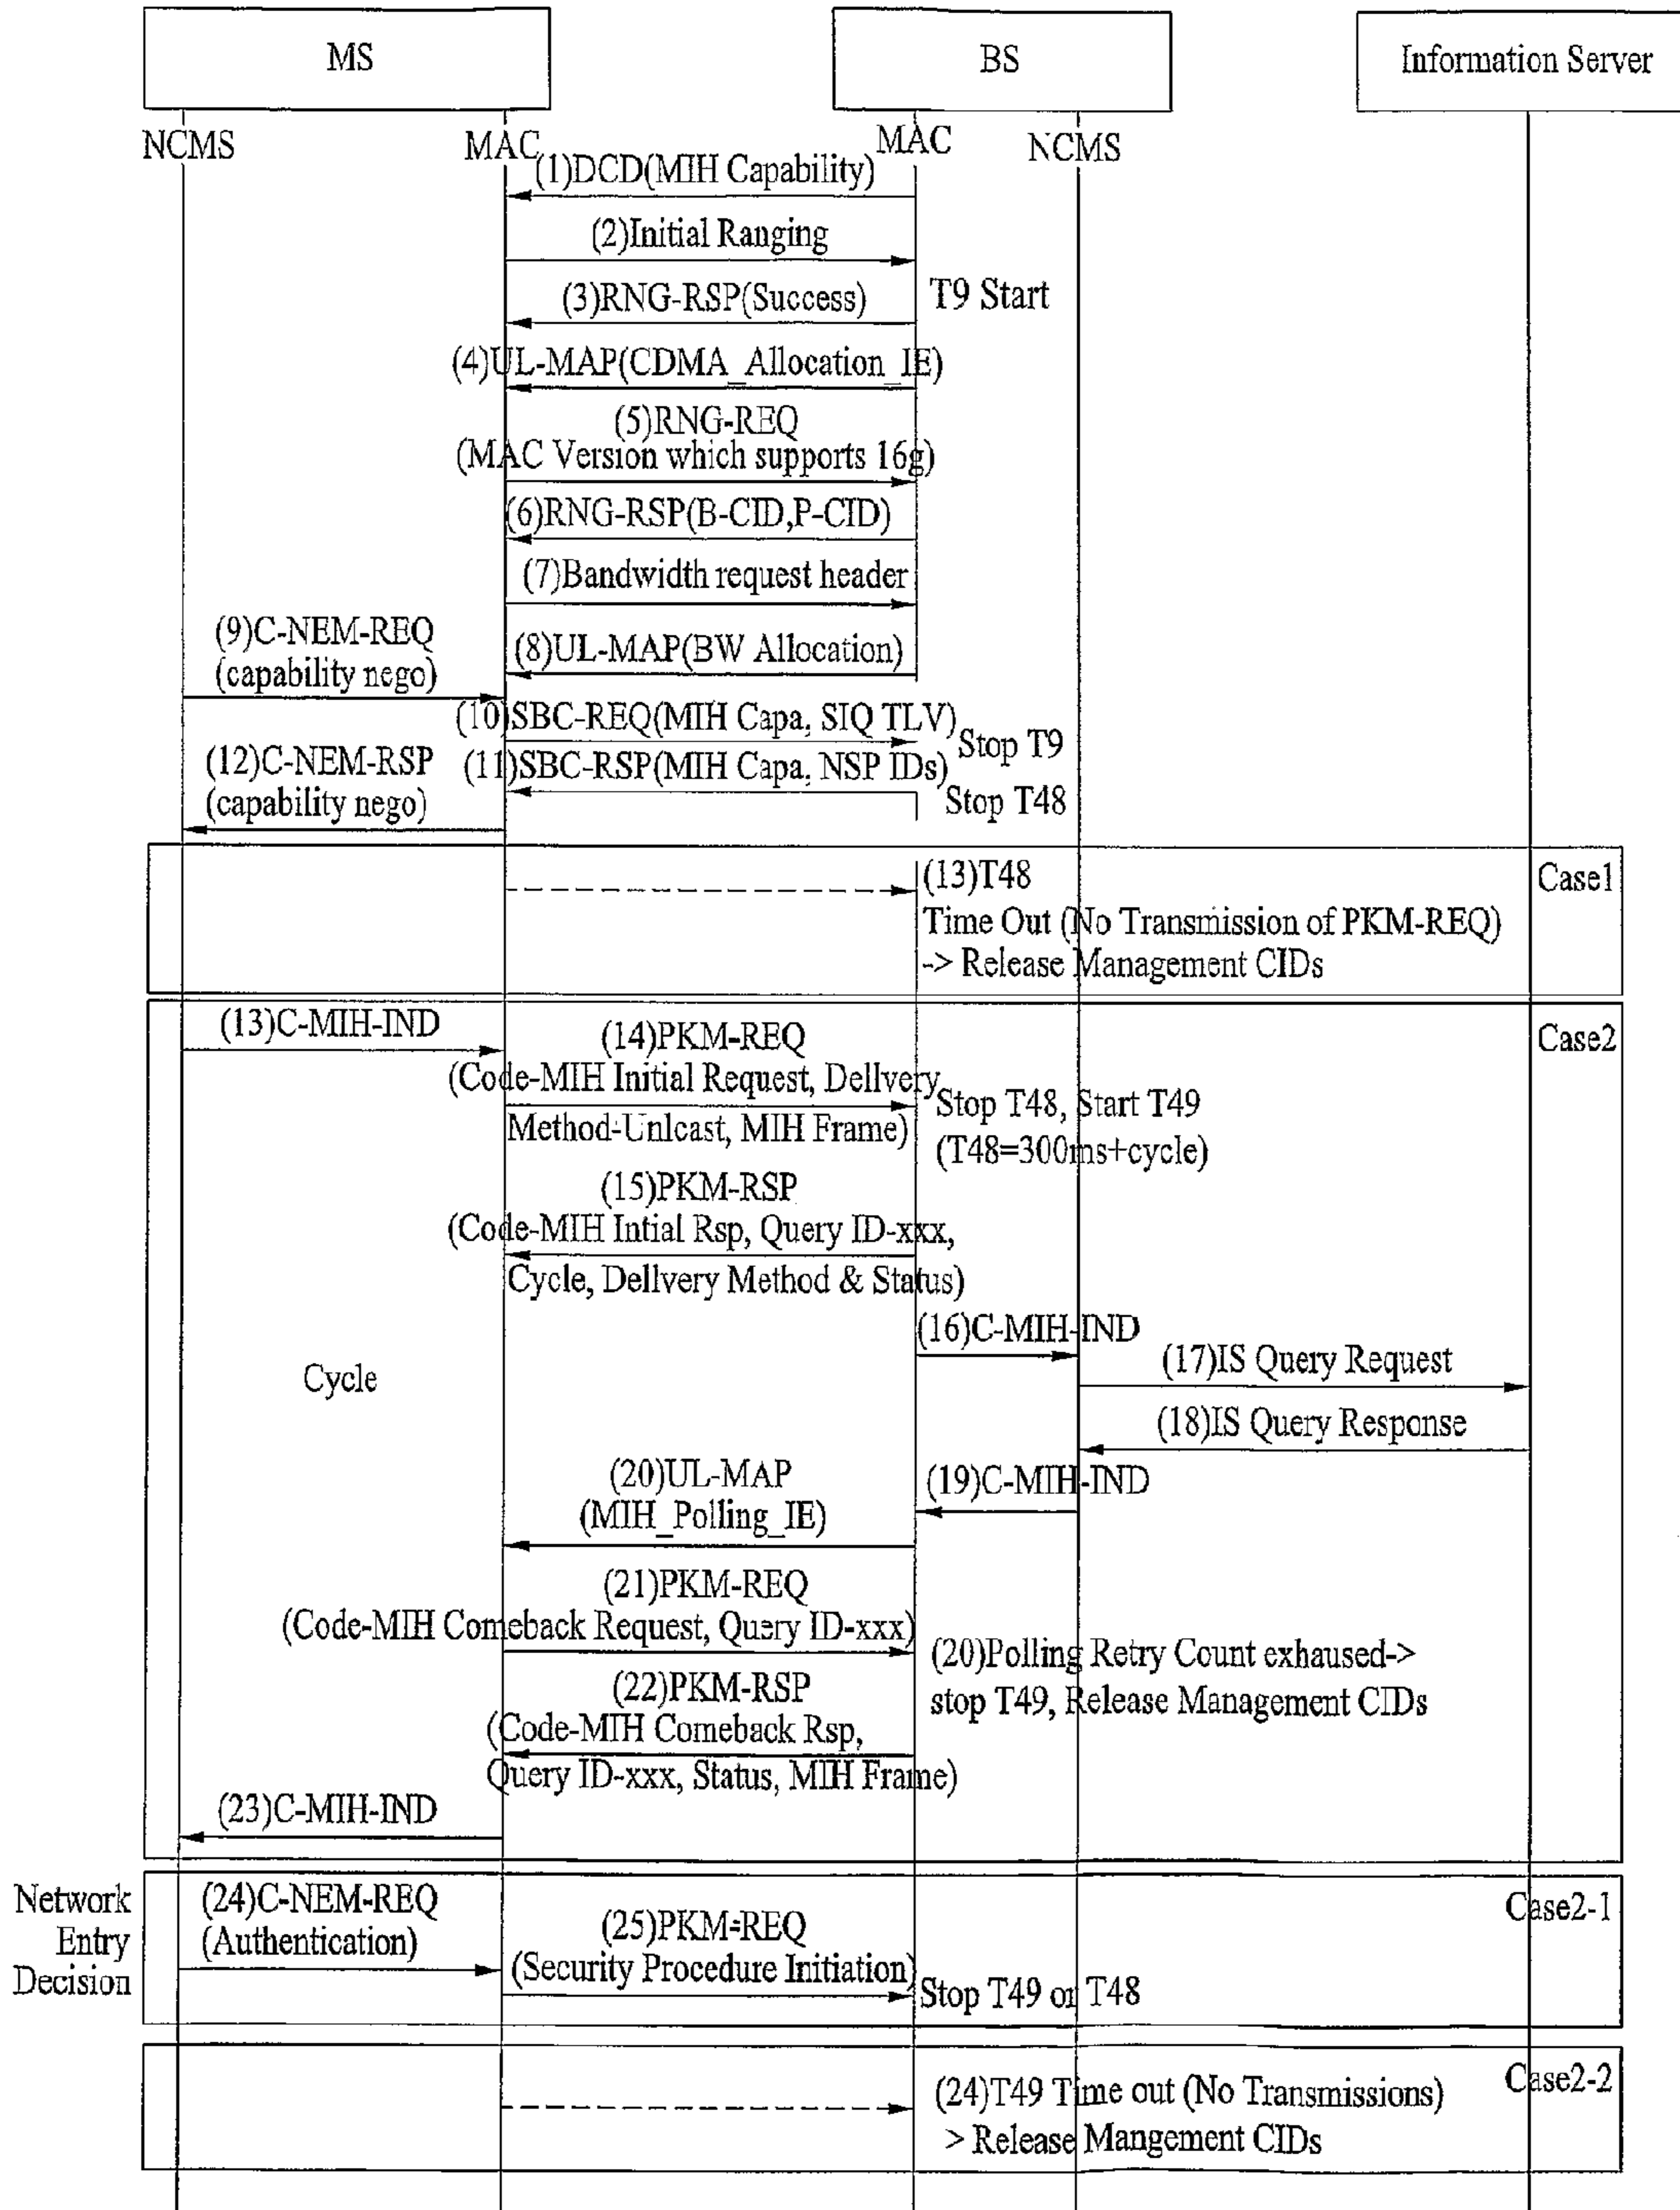 MS
BS
Information Server
NCMS
MAC
MAC
NCMS
(1)DCD(MIH Capability)
(2)Initial Ranging
(3)RNG-RSP(Success)
T9 Start
(4)UL-MAP(CDMA_Allocation_IE)
(5)RNG-REQ
(MAC Version which supports 16g)
(6)RNG-RSP(B-CID,P-CID)
(7)Bandwidth request header
(8)UL-MAP(BW Allocation)
(9)C-NEM-REQ
(capability nego)
(10)SBC-REQ(MIH Capa, SIQ TLV)
Stop T9
(11)SBC-RSP(MIH Capa, NSP IDs)
Stop T48
(12)C-NEM-RSP
(capability nego)
Case1
(13)T48
Time Out (No Transmission of PKM-REQ)
-> Release Management CIDs
Case2
(13)C-MIH-IND
(14)PKM-REQ
(Code-MIH Initial Request, Dellvery
Method-Unlcast, MIH Frame)
Stop T48, Start T49
(T48=300ms+cycle)
(15)PKM-RSP
(Code-MIH Intial Rsp, Query ID-xxx,
Cycle, Dellvery Method & Status)
(16)C-MIH-IND
(17)IS Query Request
Cycle
(18)IS Query Response
(19)C-MIH-IND
(20)UL-MAP
(MIH_Polling_IE)
(21)PKM-REQ
(Code-MIH Comeback Request, Query ID-xxx)
(20)Polling Retry Count exhaused->
stop T49, Release Management CIDs
(22)PKM-RSP
(Code-MIH Comeback Rsp,
Query ID-xxx, Status, MIH Frame)
(23)C-MIH-IND
Network
Entry
Decision
(24)C-NEM-REQ
(Authentication)
(25)PKM=REQ
(Security Procedure Initiation)
Stop T49 or T48
Case2-1
Case2-2
(24)T49 Time out (No Transmissions)
> Release Mangement CIDs